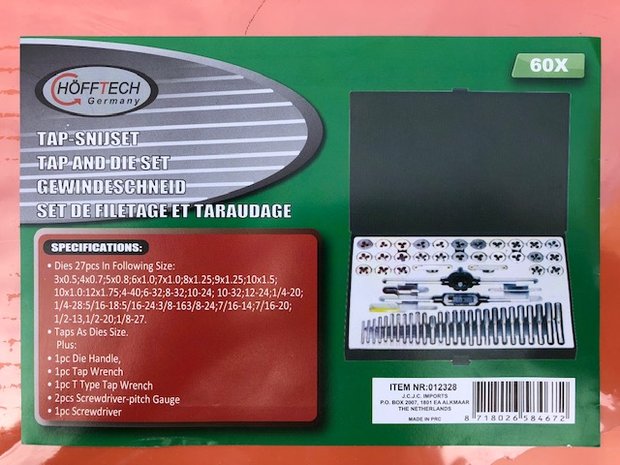 HÖFFTECH
Germany
60X
TAP-SNIJSET
TAP AND DIE SET
GEWINDESCHNEID
SET DE FILETAGE ET TARAUDAGE
SPECIFICATIONS:
• Dies 27pcs In Following Size:
3x0.5;4x0.7;5x0.8;6x1.0;7x1.0;8x1.25;9x1.25;10x1.5;
10x1.0:12x1.75;4-40;6-32;8-32;10-24; 10-32;12-24;1/4-20;
1/4-28:5/16-18:5/16-24:3/8-163/8-24;7/16-14;7/16-20;
1/2-13,1/2-20;1/8-27.
• Taps As Dies Size.
Plus:
• 1pc Die Handle,
• 1pc Tap Wrench
• 1pc T Type Tap Wrench
• 2pcs Screwdriver-pitch Gauge
• 1pc Screwdriver
ITEM NR:012328
J.C.J.C. IMPORTS
P.O. BOX 2007, 1801 EA ALKMAAR
THE NETHERLANDS
MADE IN PRC
8 718026 584672